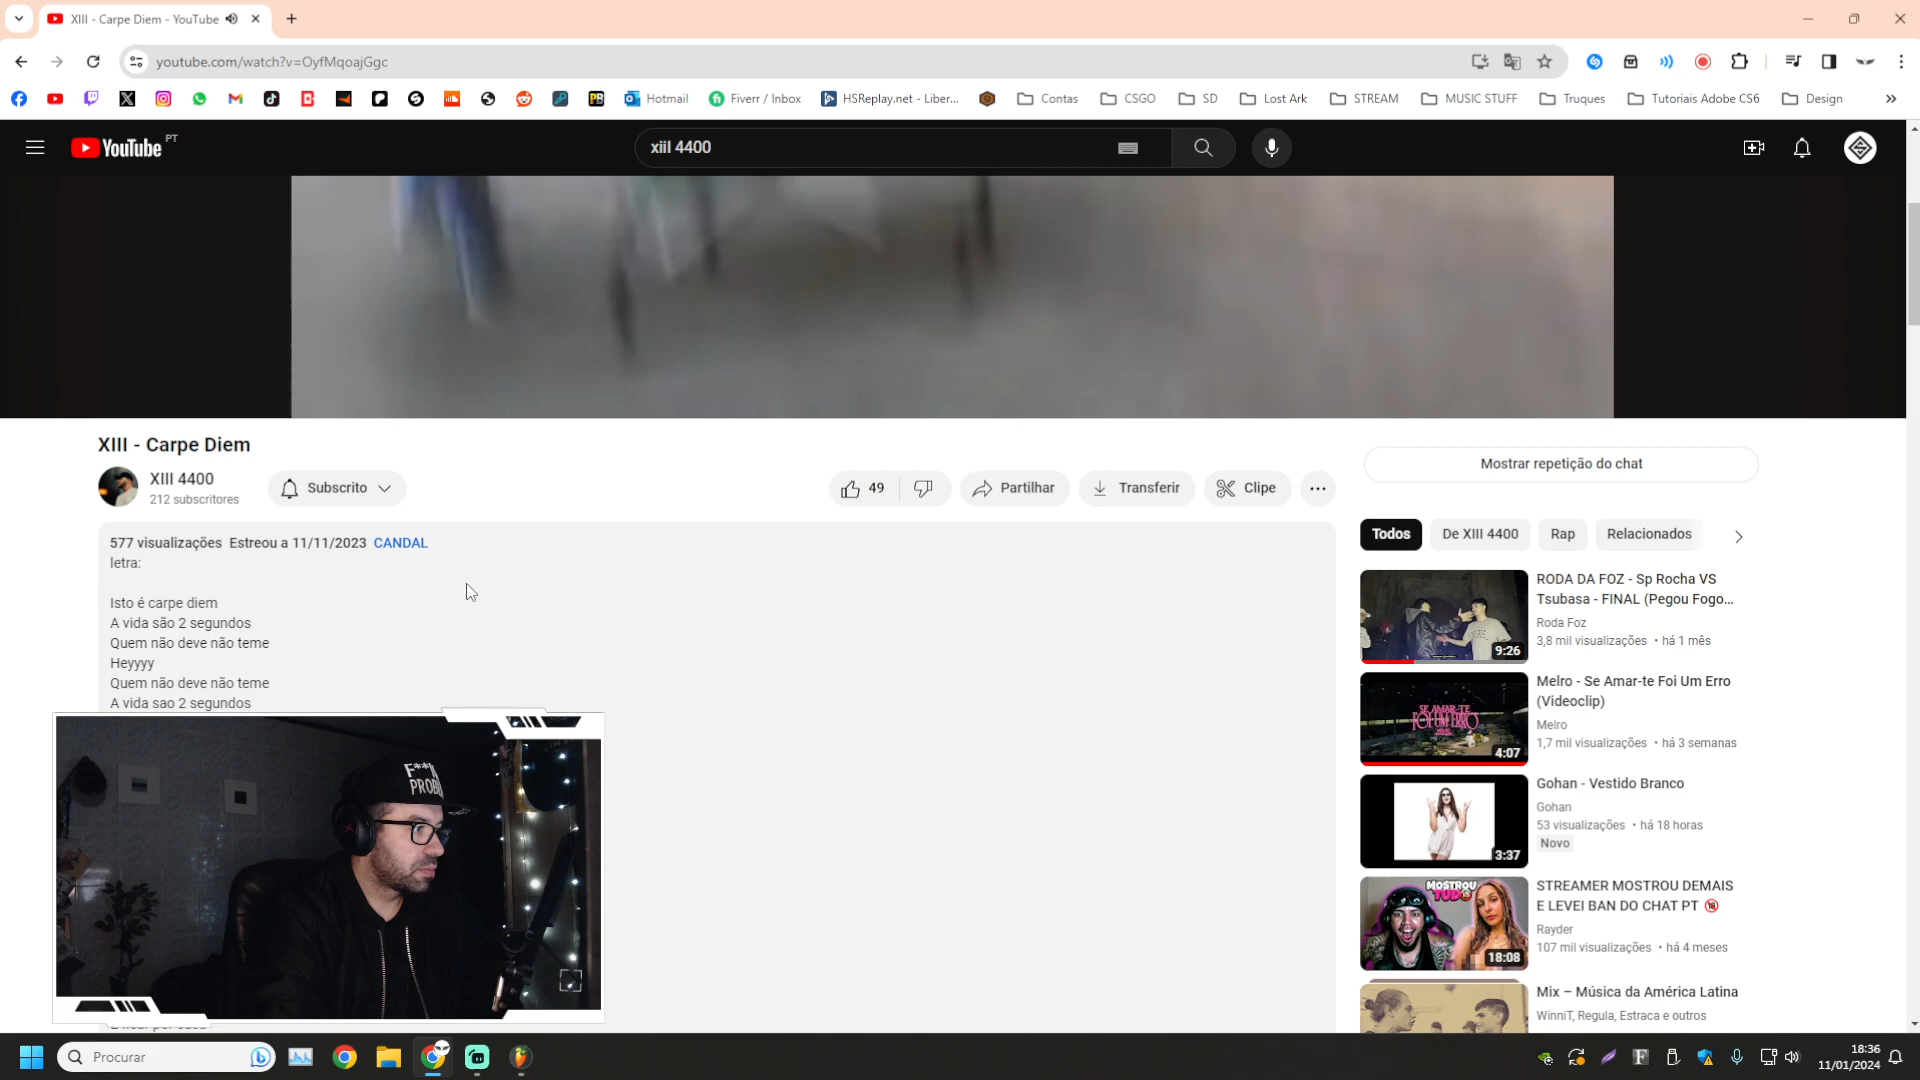 XIII - Carpe Diem - YouTube
youtube.com/watch?v=OyfMqoajGgc
Hotmail
Fiverr / Inbox
HSReplay.net - Liber...
Contas
CSGO
SD
Lost Ark
STREAM
MUSIC STUFF
Truques
Tutoriais Adobe CS6
Design
YouTube PT
xiil 4400
XIII - Carpe Diem
XIII 4400
212 subscritores
Subscrito
49
Partilhar
Transferir
Clipe
577 visualizações Estreou a 11/11/2023 CANDAL
letra:
Isto é carpe diem
A vida são 2 segundos
Quem não deve não teme
Heyyyy
Quem não deve não teme
A vida sao 2 segundos
Mostrar repetição do chat
Todos
De XIII 4400
Rap
Relacionados
RODA DA FOZ - Sp Rocha VS
Tsubasa - FINAL (Pegou Fogo...
Roda Foz
3,8 mil visualizações • há 1 mês
9:26
Melro - Se Amar-te Foi Um Erro
(Videoclip)
Melro
1,7 mil visualizações • há 3 semanas
SE AMAR-TE
FOI UM ERRO
4:07
Gohan - Vestido Branco
Gohan
53 visualizações • há 18 horas
Novo
3:37
STREAMER MOSTROU DEMAIS
E LEVEI BAN DO CHAT PT
Rayder
107 mil visualizações • há 4 meses
MOSTROU
TUDO
18:08
Mix – Música da América Latina
WinniT, Regula, Estraca e outros
Procurar
18:36
11/01/2024